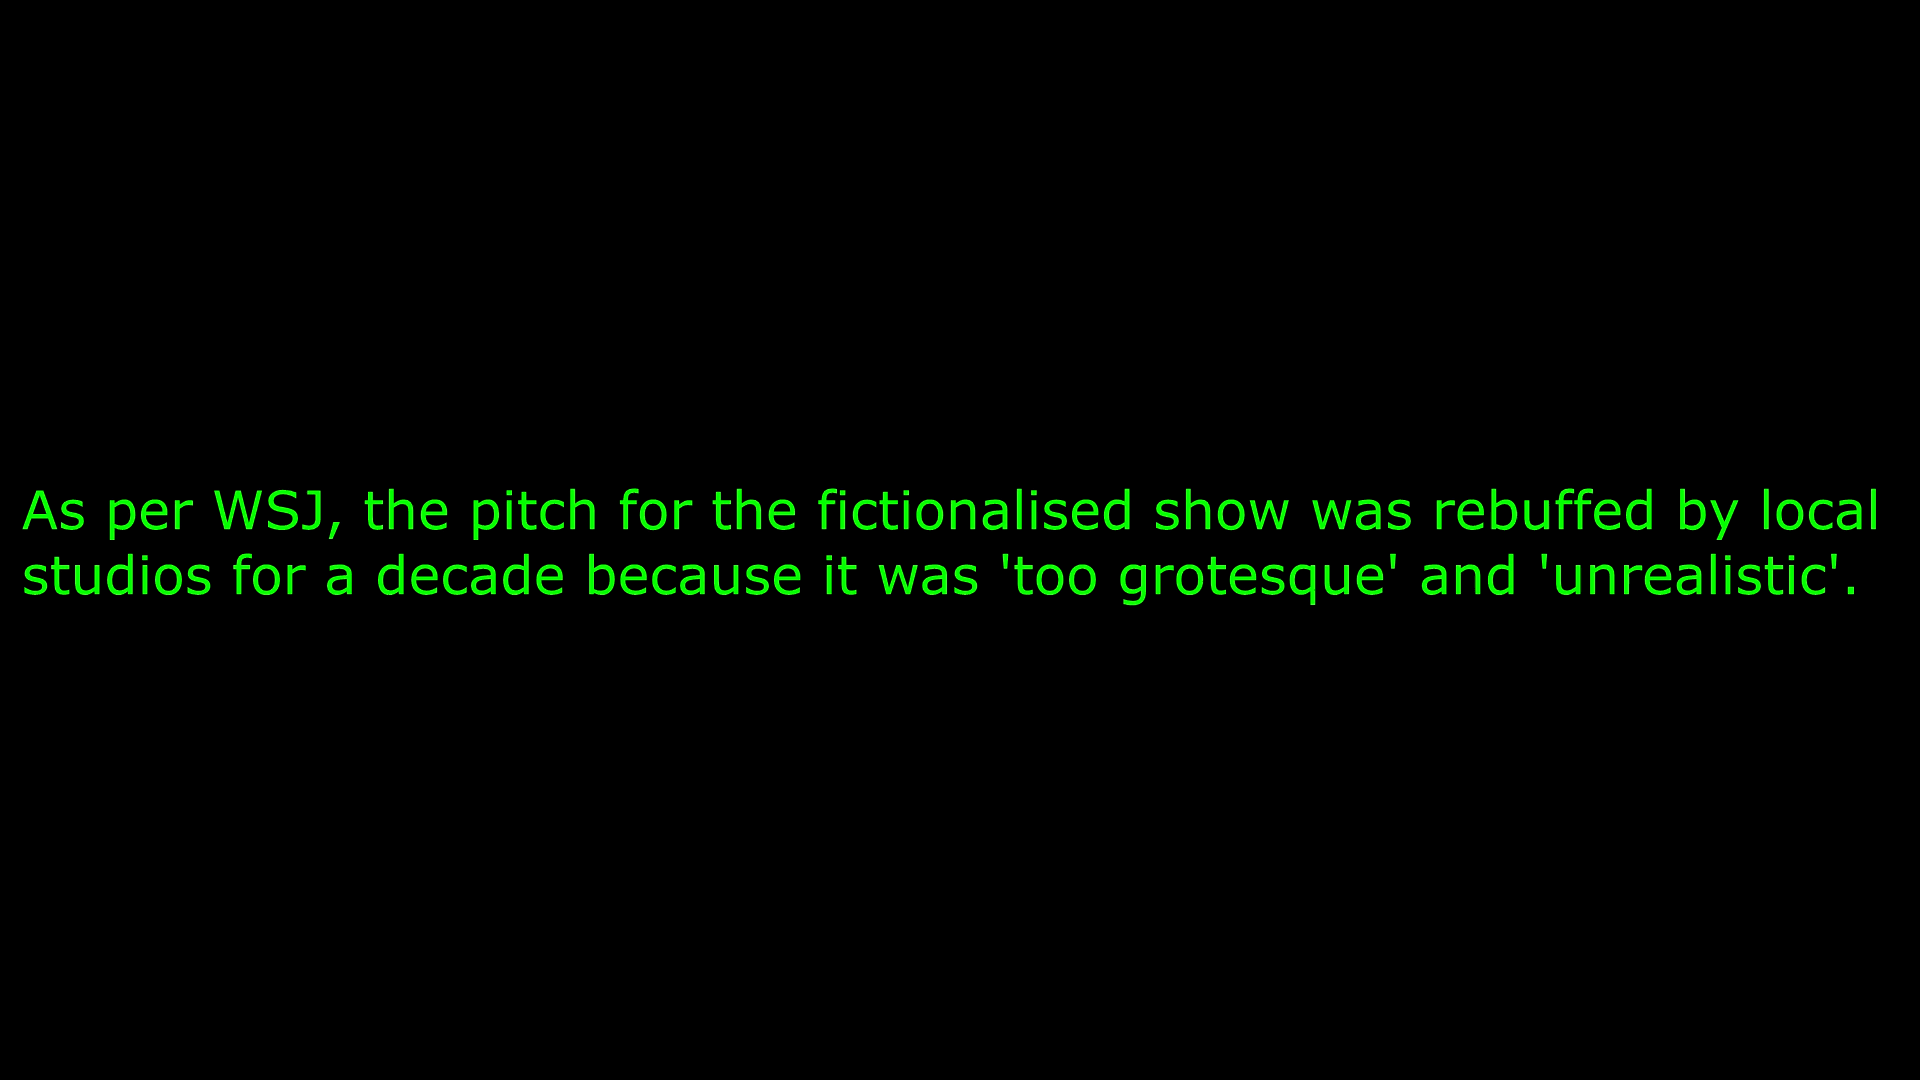 As per WSJ, the pitch for the fictionalised show was rebuffed by local
studios for a decade because it was 'too grotesque' and 'unrealistic'.